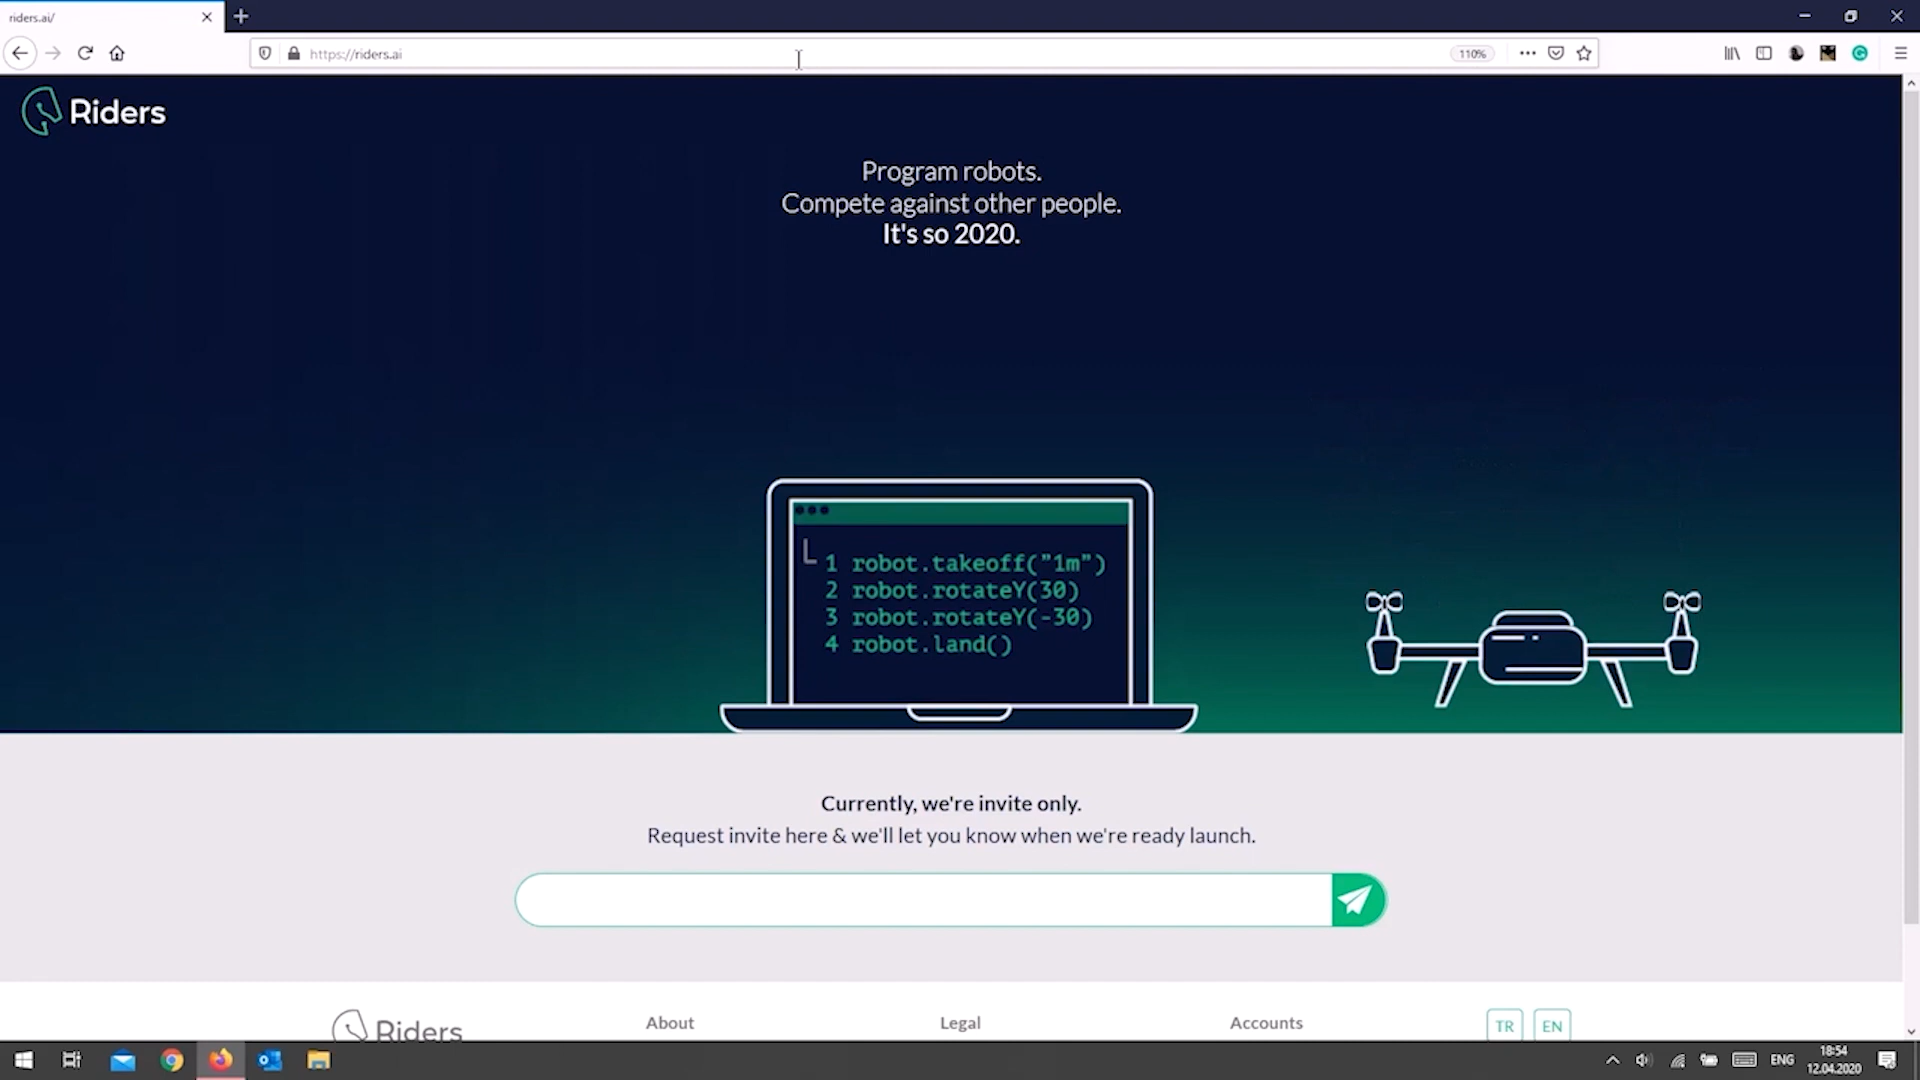 riders.ai/
https://riders.ai
110%
Riders
Program robots.
Compete against other people.
It's so 2020.
1 robot.takeoff("1m")
2 robot.rotateY(30)
3 robot.rotateY(-30)
4 robot.land()
Currently, we're invite only.
Request invite here & we'll let you know when we're ready launch.
Riders
About
Legal
Accounts
TR
EN
ENG
18:54
12.04.2020